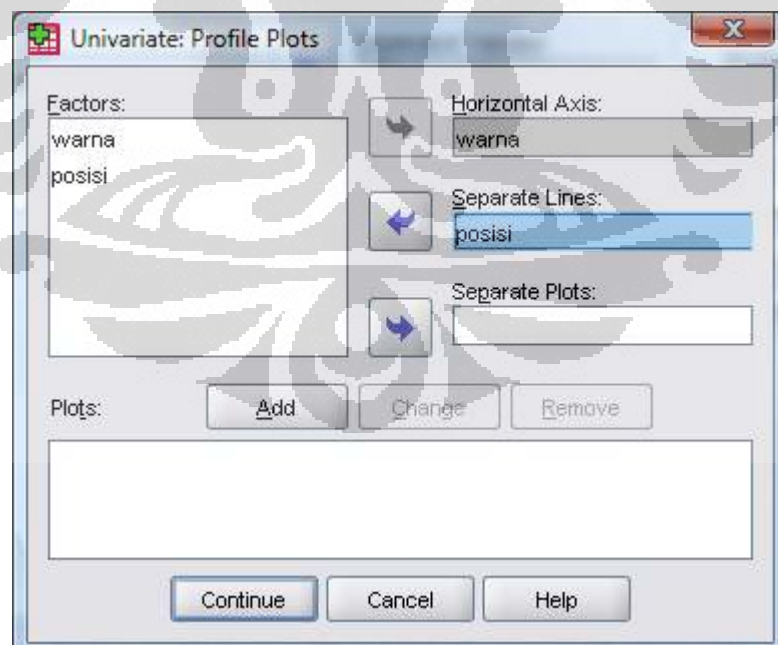 Univariate: Profile Plots
Factors:
warna
posisi
Horizontal Axis:
warna
Separate Lines:
posisi
Separate Plots:
Plots:
Add
Change
Remove
Continue
Cancel
Help